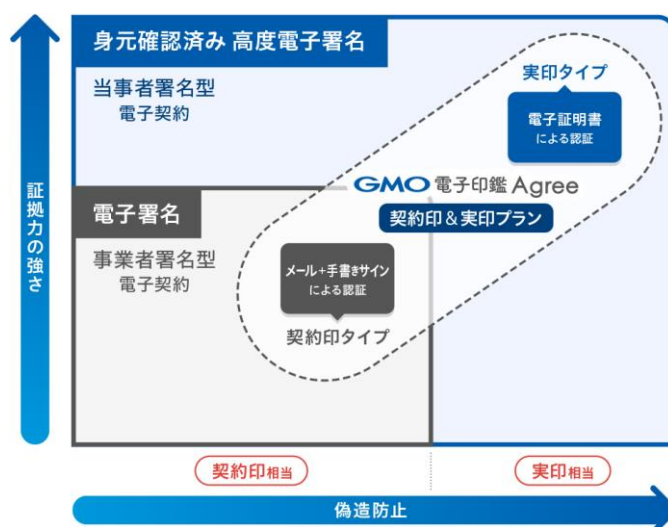 身元確認済み 高度電子署名
当事者署名型
電子契約
実印タイプ
電子証明書
による認証
GMO 電子印鑑 Agree
契約印&実印プラン
電子署名
事業者署名型
電子契約
メール+手書きサイン
による認証
契約印タイプ
証拠力の強さ
契約印相当
実印相当
偽造防止